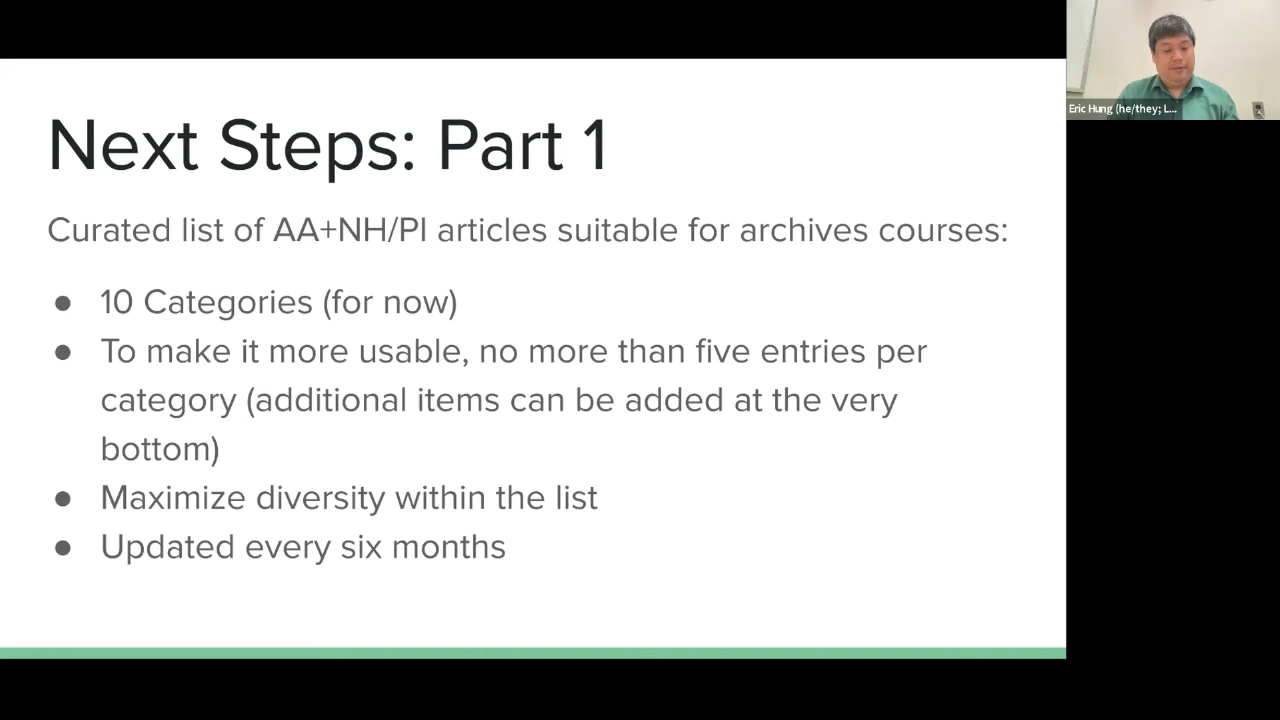 Next Steps: Part 1
Curated list of AA+NH/PI articles suitable for archives courses:
● 10 Categories (for now)
● To make it more usable, no more than five entries per
category (additional items can be added at the very
bottom)
● Maximize diversity within the list
● Updated every six months
Eric Hung (he/they; L...